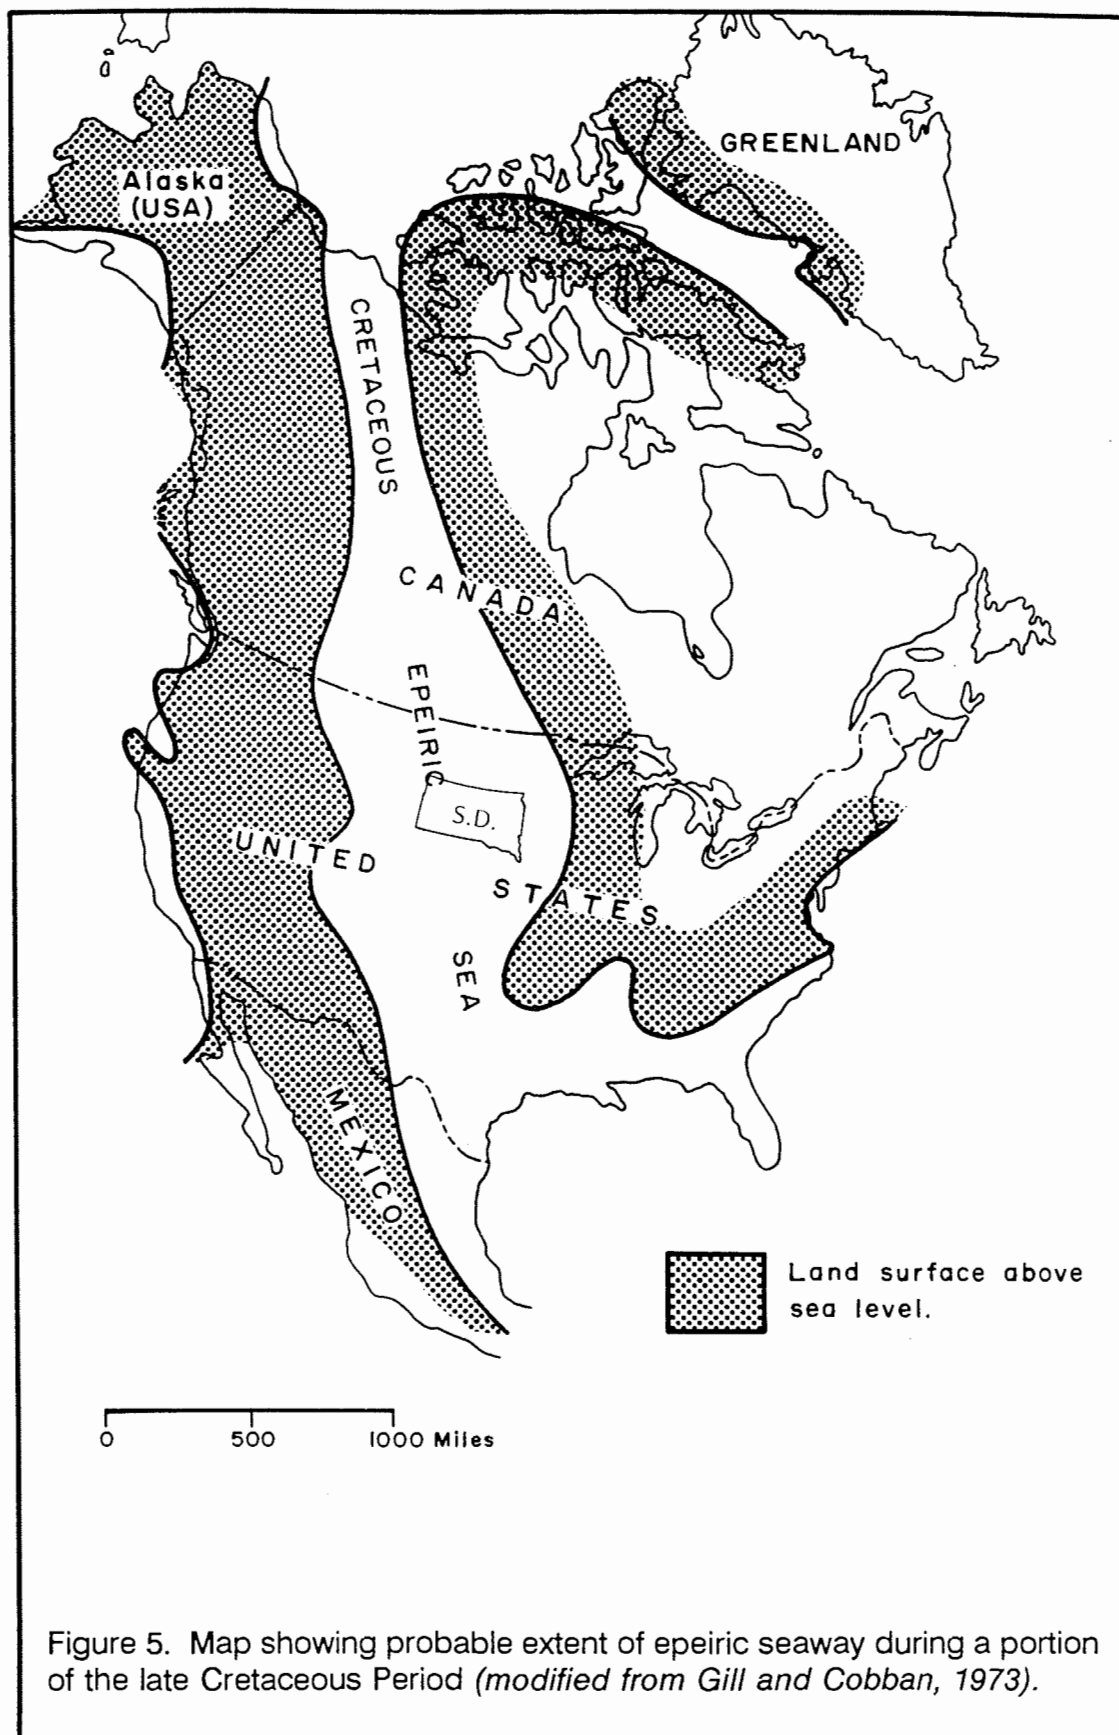 GREENLAND
Alaska
(USA)
CRETACEOUS
CANADA
EPEIRIC
S.D.
UNITED
STATES
SEA
MEXICO
Land surface above
sea level.
0 500 1000 Miles
Figure 5. Map showing probable extent of epeiric seaway during a portion
of the late Cretaceous Period (modified from Gill and Cobban, 1973).